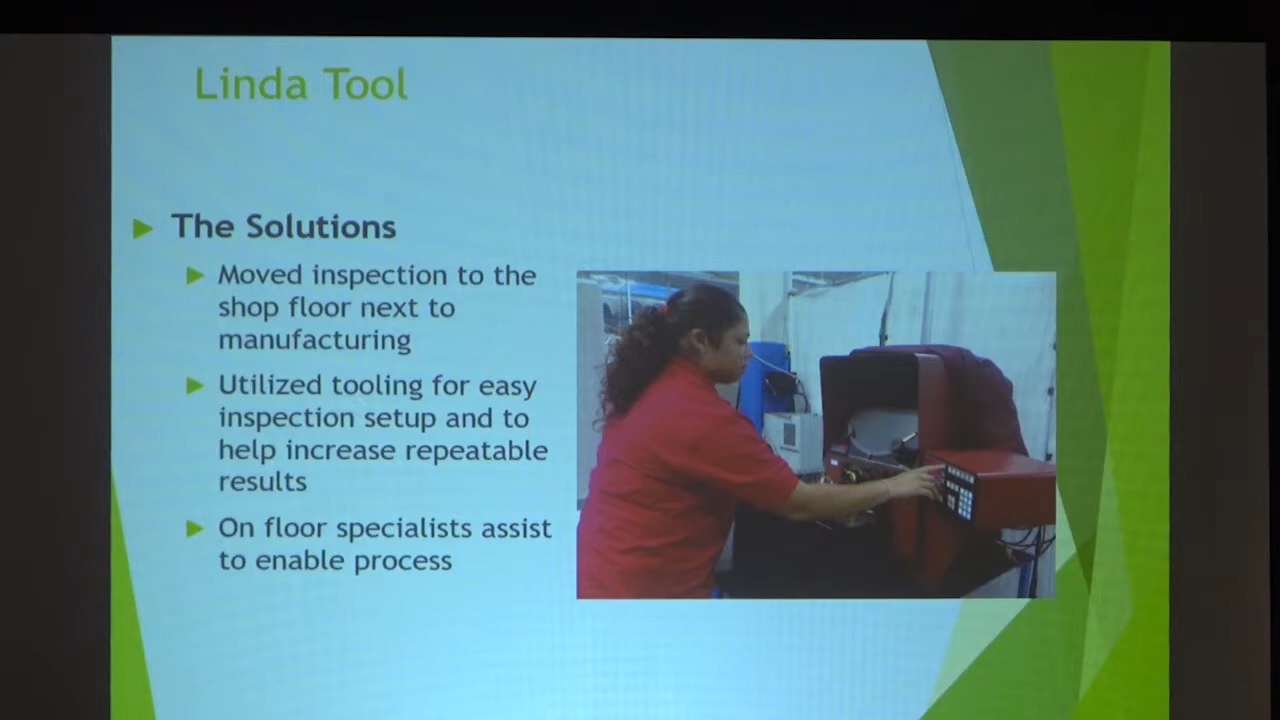 Linda Tool
The Solutions
Moved inspection to the
shop floor next to
manufacturing
Utilized tooling for easy
inspection setup and to
help increase repeatable
results
On floor specialists assist
to enable process